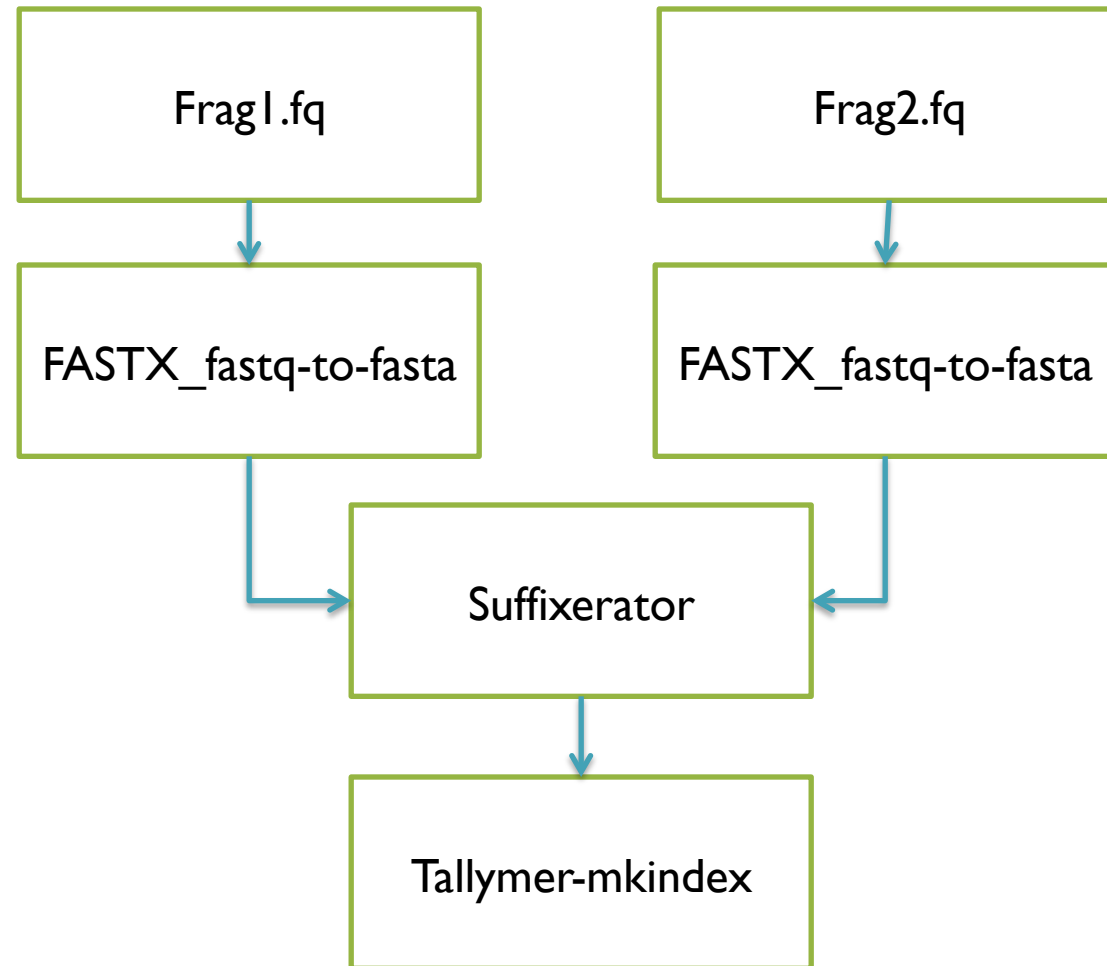 Frag1.fq
Frag2.fq
FASTX_fastq-to-fasta
FASTX_fastq-to-fasta
Suffixerator
Tallymer-mkindex